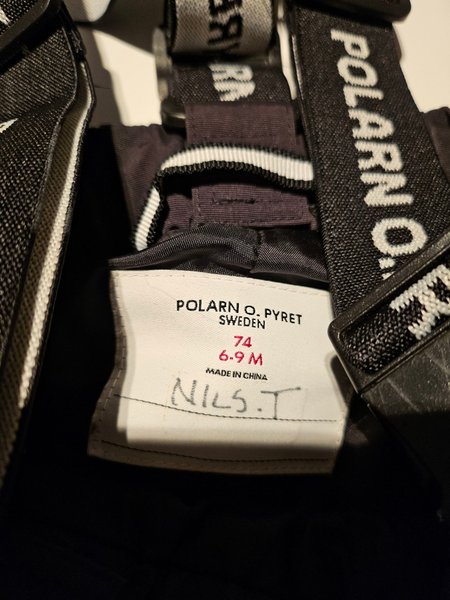 POLARN O.
POLARN O. PYRET
SWEDEN
74
6-9 M
MADE IN CHINA
NILS.T